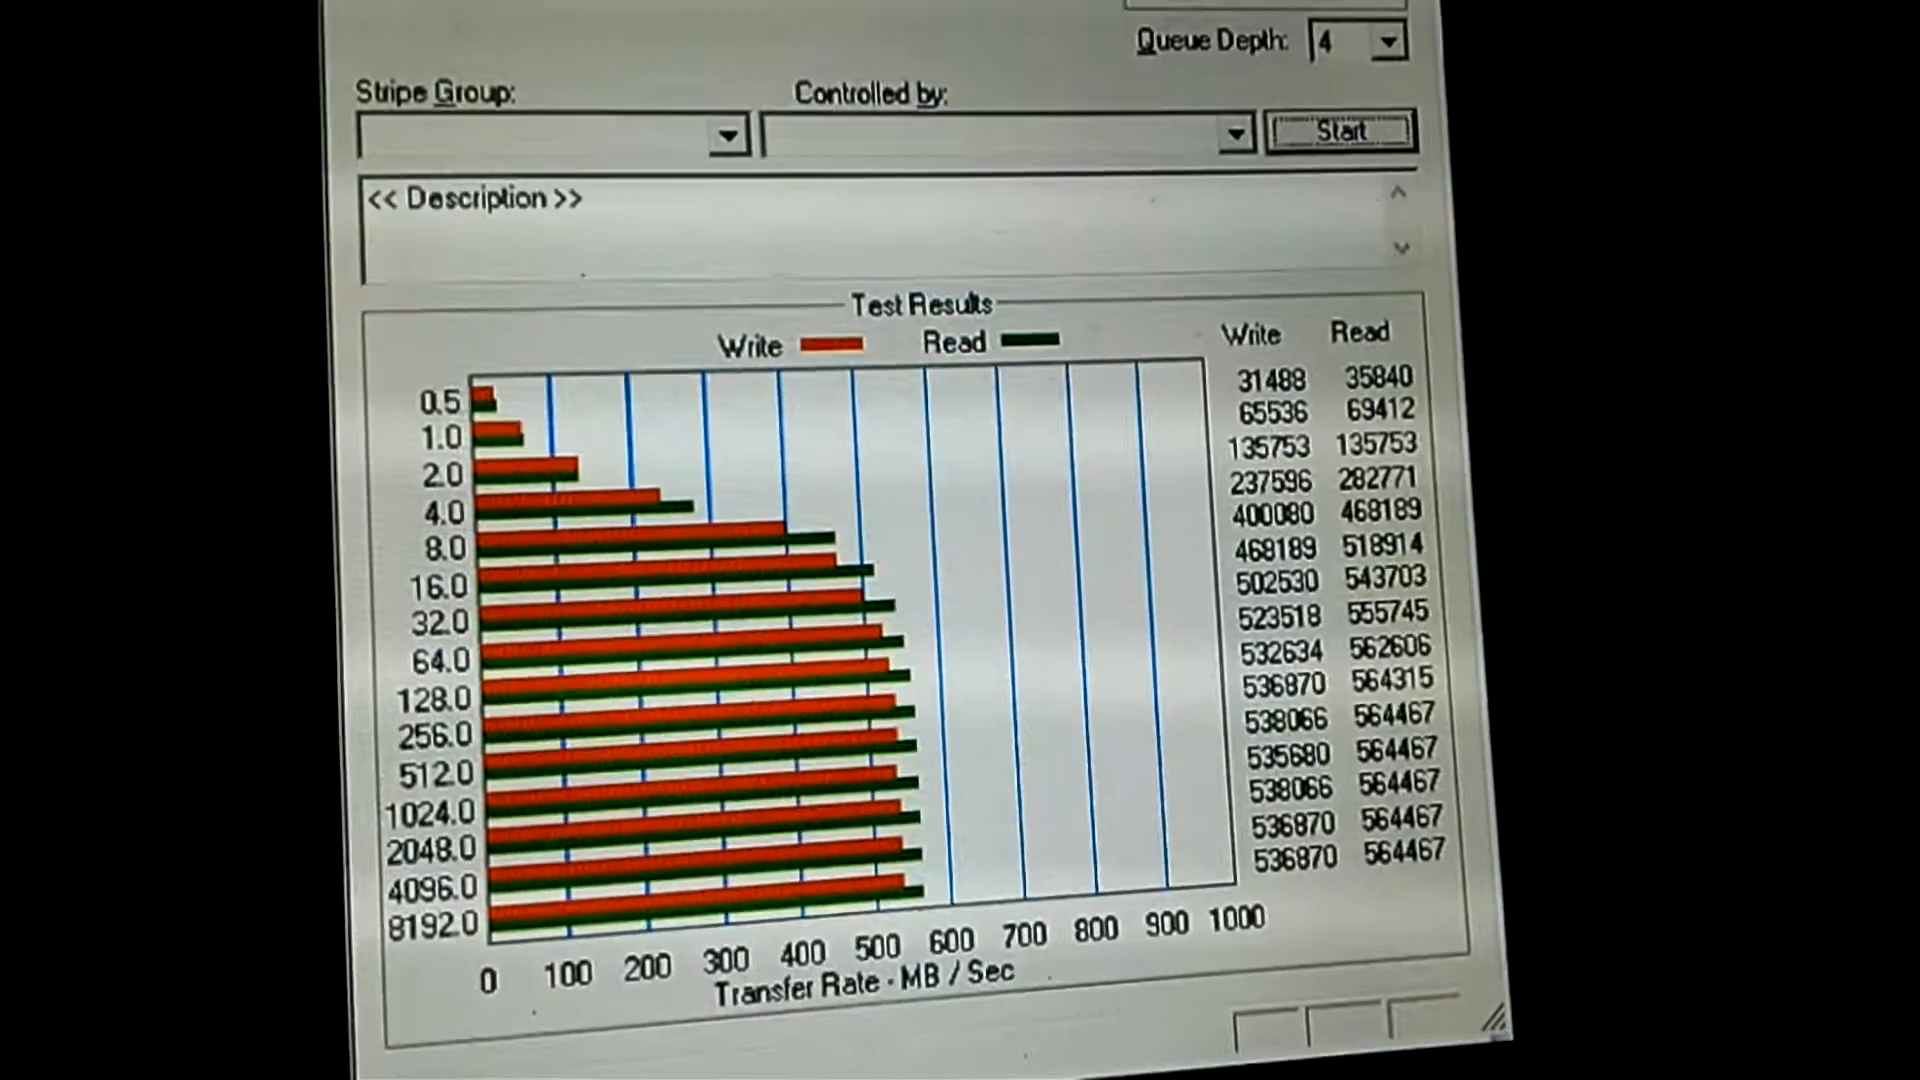 Queue Depth: 4
Stripe Group: Controlled by:
Start
<< Description >>
Test Results
Write Read Write Read
0.5 31488 35840
1.0 65536 69412
2.0 135753 135753
4.0 237596 282771
8.0 400080 468189
16.0 468189 518914
32.0 502530 543703
64.0 523518 555745
128.0 532634 562606
256.0 536870 564315
512.0 538066 564467
1024.0 535680 564467
2048.0 538066 564467
4096.0 536870 564467
8192.0 536870 564467
0 100 200 300 400 500 600 700 800 900 1000
Transfer Rate - MB / Sec